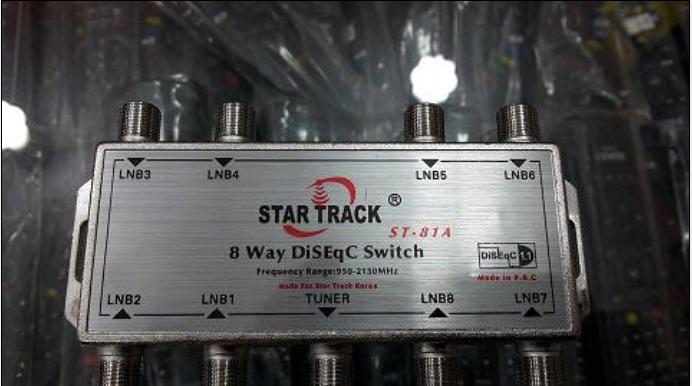 LNB3 LNB4 LNB5 LNB6
STAR TRACK ®
ST-81A
8 Way DiSEqC Switch
Frequency Range:950-2150MHz
DiSEqC 1.1
Made For Star Track Korea
Made in P.R.C
LNB2 LNB1 TUNER LNB8 LNB7